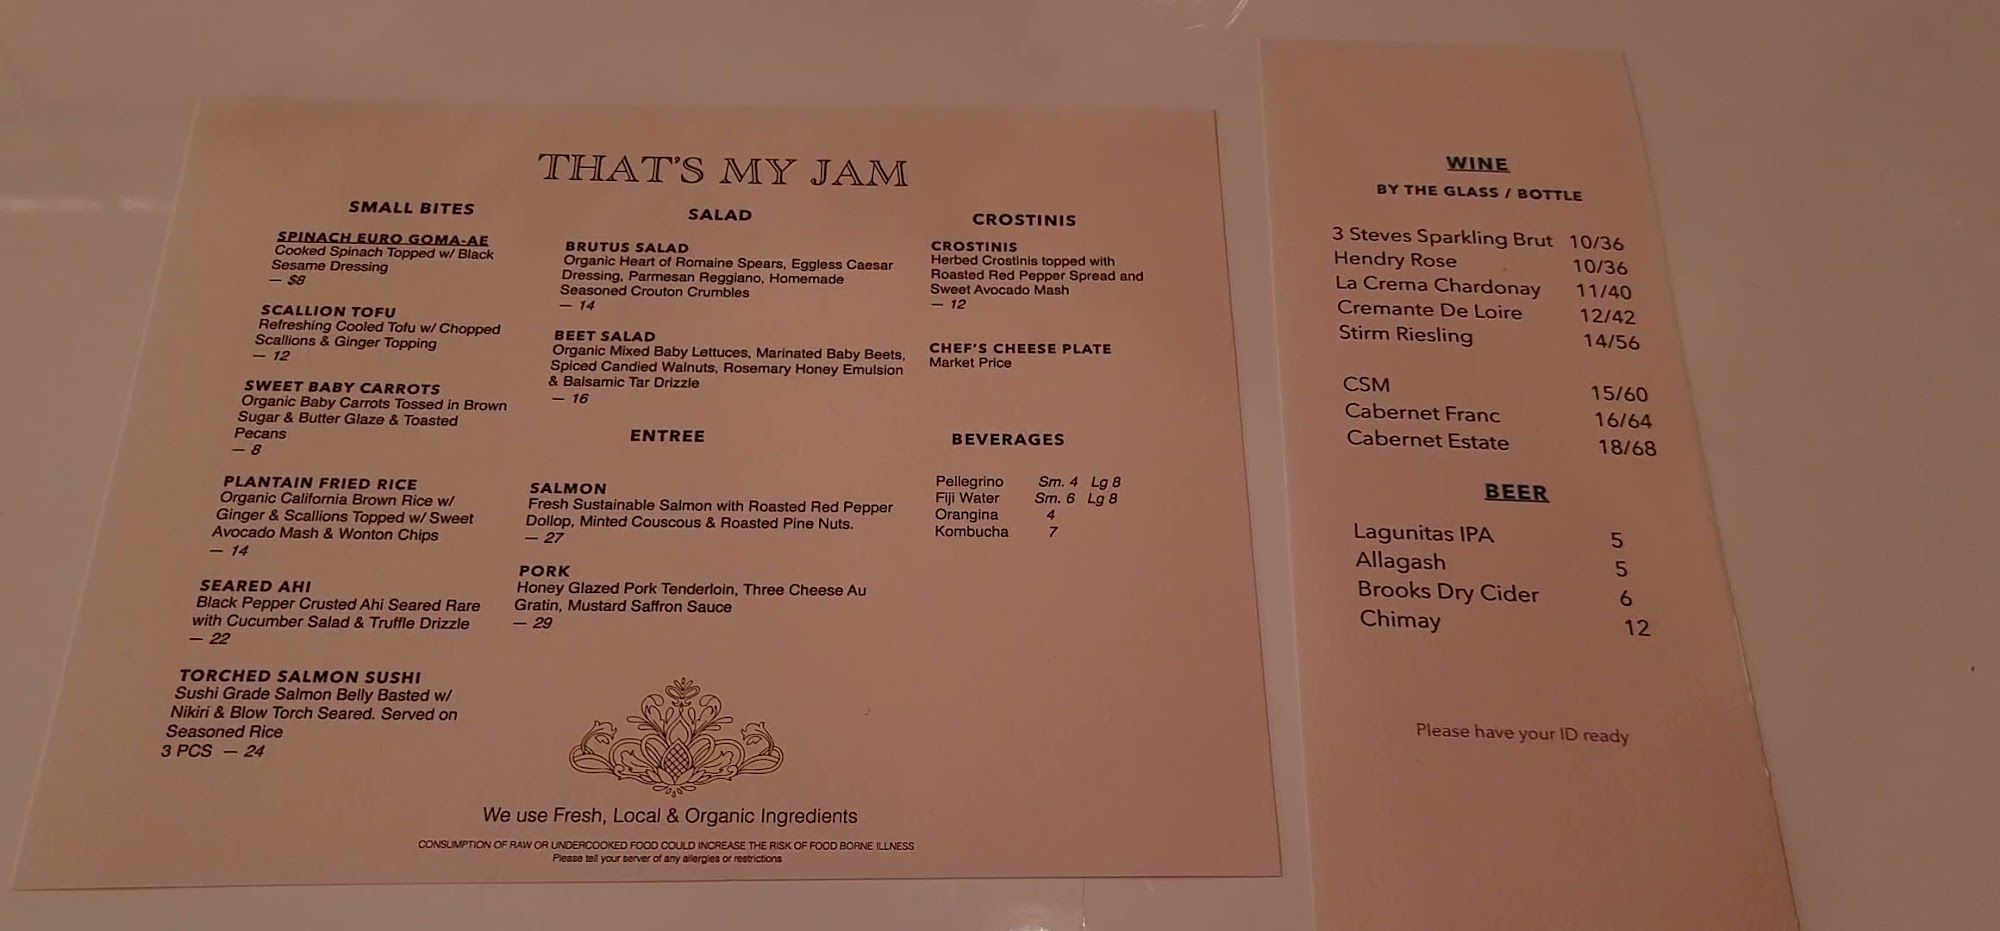 THAT'S MY JAM
SMALL BITES
SPINACH EURO GOMA-AE
Cooked Spinach Topped w/ Black
Sesame Dressing
— $8
SCALLION TOFU
Refreshing Cooled Tofu w/ Chopped
Scallions & Ginger Topping
— 12
SWEET BABY CARROTS
Organic Baby Carrots Tossed in Brown
Sugar & Butter Glaze & Toasted
Pecans
— 8
PLANTAIN FRIED RICE
Organic California Brown Rice w/
Ginger & Scallions Topped w/ Sweet
Avocado Mash & Wonton Chips
— 14
SEARED AHI
Black Pepper Crusted Ahi Seared Rare
with Cucumber Salad & Truffle Drizzle
— 22
TORCHED SALMON SUSHI
Sushi Grade Salmon Belly Basted w/
Nikiri & Blow Torch Seared. Served on
Seasoned Rice
3 PCS — 24
SALAD
BRUTUS SALAD
Organic Heart of Romaine Spears, Eggless Caesar
Dressing, Parmesan Reggiano, Homemade
Seasoned Crouton Crumbles
— 14
BEET SALAD
Organic Mixed Baby Lettuces, Marinated Baby Beets,
Spiced Candied Walnuts, Rosemary Honey Emulsion
& Balsamic Tar Drizzle
— 16
ENTREE
SALMON
Fresh Sustainable Salmon with Roasted Red Pepper
Dollop, Minted Couscous & Roasted Pine Nuts.
— 27
PORK
Honey Glazed Pork Tenderloin, Three Cheese Au
Gratin, Mustard Saffron Sauce
— 29
CROSTINIS
CROSTINIS
Herbed Crostinis topped with
Roasted Red Pepper Spread and
Sweet Avocado Mash
— 12
CHEF'S CHEESE PLATE
Market Price
BEVERAGES
Pellegrino Sm. 4 Lg 8
Fiji Water Sm. 6 Lg 8
Orangina 4
Kombucha 7
We use Fresh, Local & Organic Ingredients
CONSUMPTION OF RAW OR UNDERCOOKED FOOD COULD INCREASE THE RISK OF FOOD BORNE ILLNESS
Please tell your server of any allergies or restrictions
WINE
BY THE GLASS / BOTTLE
3 Steves Sparkling Brut 10/36
Hendry Rose 10/36
La Crema Chardonay 11/40
Cremante De Loire 12/42
Stirm Riesling 14/56
CSM 15/60
Cabernet Franc 16/64
Cabernet Estate 18/68
BEER
Lagunitas IPA 5
Allagash 5
Brooks Dry Cider 6
Chimay 12
Please have your ID ready